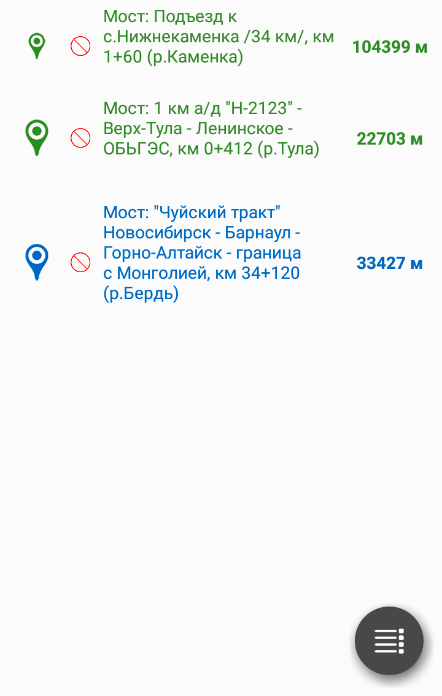 Мост: Подъезд к
с.Нижнекаменка /34 км/, км
1+60 (р.Каменка)
104399 м
Мост: 1 км а/д "Н-2123" -
Верх-Тула - Ленинское -
ОБЬГЭС, км 0+412 (р.Тула)
22703 м
Мост: "Чуйский тракт"
Новосибирск - Барнаул -
Горно-Алтайск - граница
с Монголией, км 34+120
(р.Бердь)
33427 м